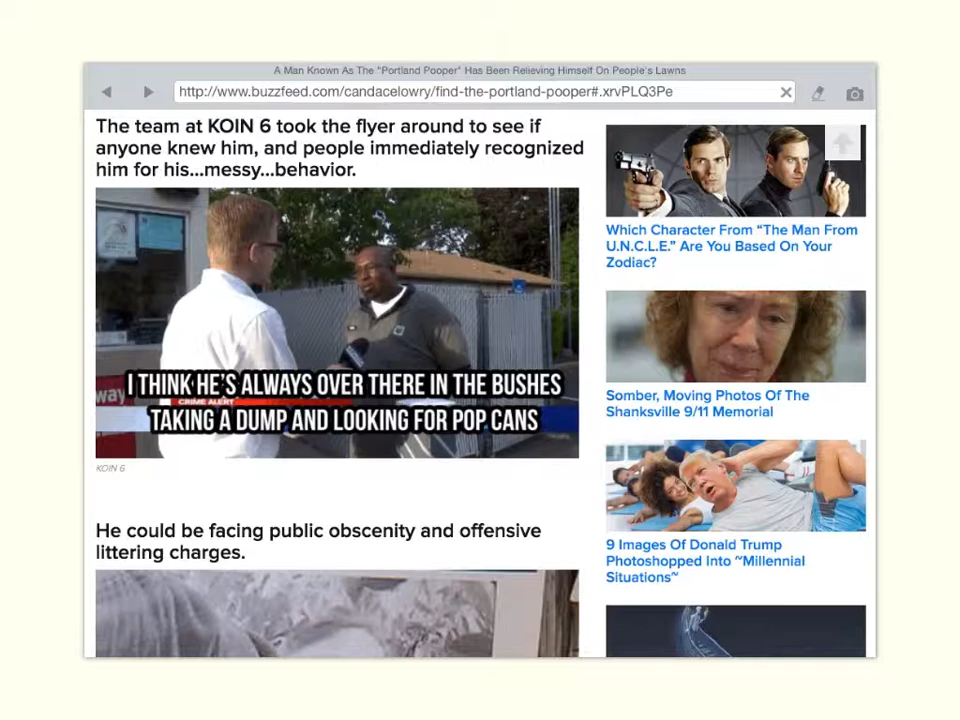 A Man Known As The "Portland Pooper" Has Been Relieving Himself On People's Lawns
http://www.buzzfeed.com/candacelowry/find-the-portland-pooper#.xrvPLQ3Pe
The team at KOIN 6 took the flyer around to see if
anyone knew him, and people immediately recognized
him for his...messy...behavior.
way
I THINK HE'S ALWAYS OVER THERE IN THE BUSHES
CRIME ALERT
TAKING A DUMP AND LOOKING FOR POP CANS
KOIN 6
He could be facing public obscenity and offensive
littering charges.
Which Character From “The Man From
U.N.C.L.E.” Are You Based On Your
Zodiac?
Somber, Moving Photos Of The
Shanksville 9/11 Memorial
9 Images Of Donald Trump
Photoshopped Into ~Millennial
Situations~